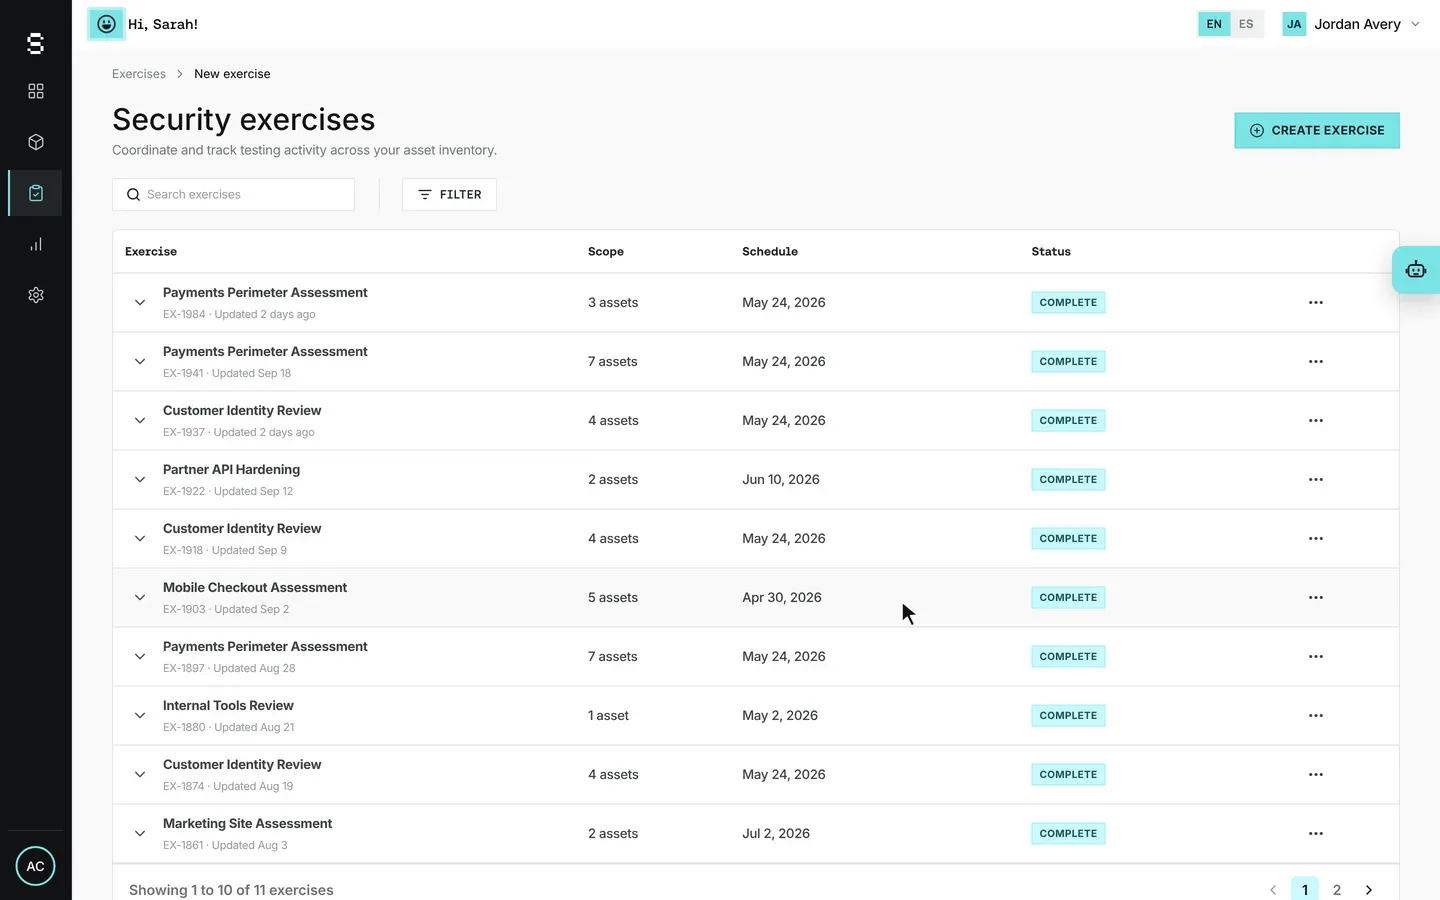 Hi, Sarah!
EN ES
JA Jordan Avery
Exercises > New exercise
Security exercises
Coordinate and track testing activity across your asset inventory.
CREATE EXERCISE
Search exercises
FILTER
Exercise Scope Schedule Status
Payments Perimeter Assessment
EX-1984 · Updated 2 days ago
3 assets May 24, 2026 COMPLETE
Payments Perimeter Assessment
EX-1941 · Updated Sep 18
7 assets May 24, 2026 COMPLETE
Customer Identity Review
EX-1937 · Updated 2 days ago
4 assets May 24, 2026 COMPLETE
Partner API Hardening
EX-1922 · Updated Sep 12
2 assets Jun 10, 2026 COMPLETE
Customer Identity Review
EX-1918 · Updated Sep 9
4 assets May 24, 2026 COMPLETE
Mobile Checkout Assessment
EX-1903 · Updated Sep 2
5 assets Apr 30, 2026 COMPLETE
Payments Perimeter Assessment
EX-1897 · Updated Aug 28
7 assets May 24, 2026 COMPLETE
Internal Tools Review
EX-1880 · Updated Aug 21
1 asset May 2, 2026 COMPLETE
Customer Identity Review
EX-1874 · Updated Aug 19
4 assets May 24, 2026 COMPLETE
Marketing Site Assessment
EX-1861 · Updated Aug 3
2 assets Jul 2, 2026 COMPLETE
AC
Showing 1 to 10 of 11 exercises
1 2